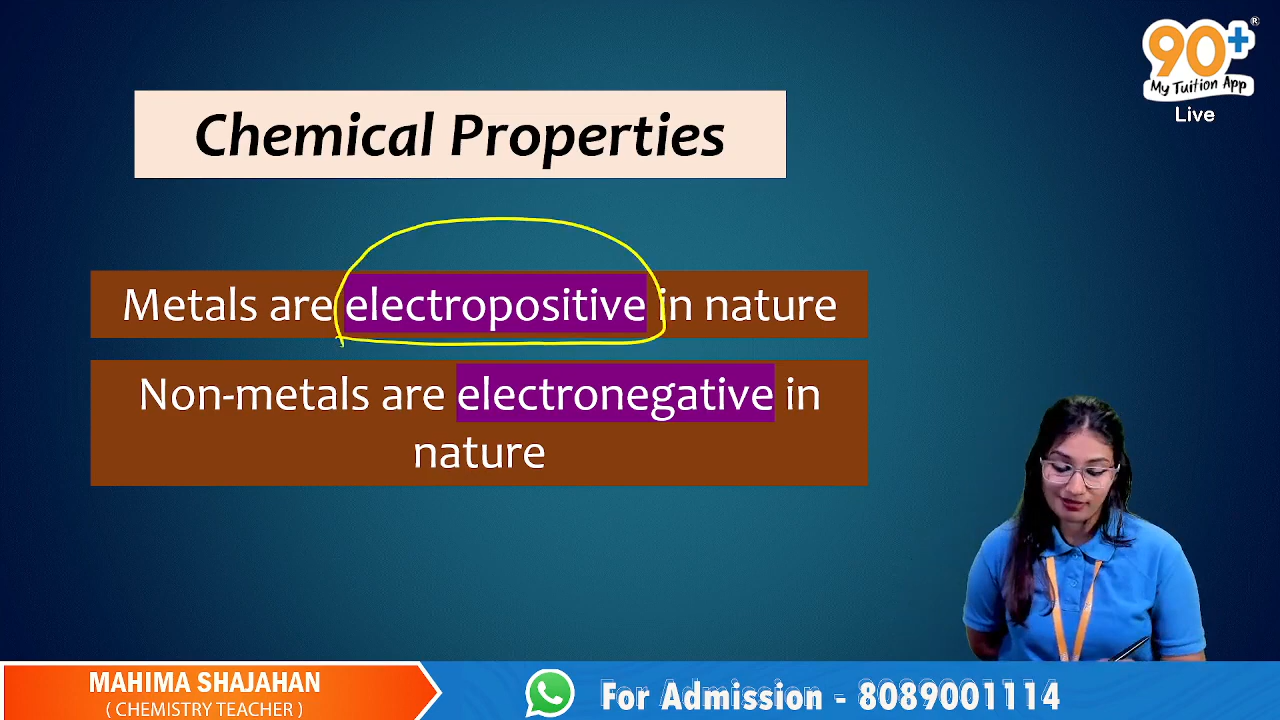 90+
My Tuition App
Live
Chemical Properties
Metals are electropositive in nature
Non-metals are electronegative in
nature
MAHIMA SHAJAHAN
( CHEMISTRY TEACHER )
For Admission - 8089001114